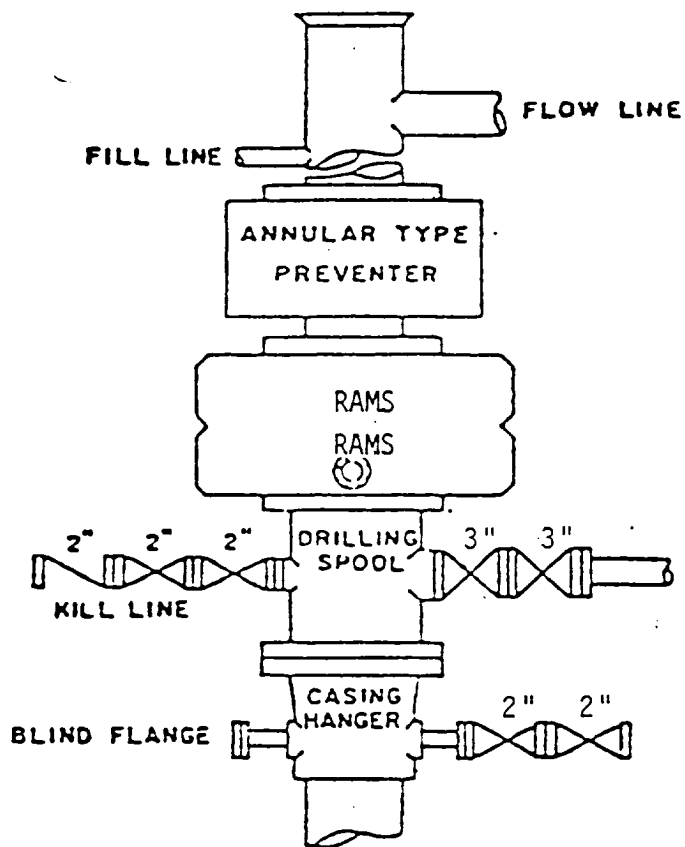 FLOW LINE
FILL LINE
ANNULAR TYPE
PREVENTER
RAMS
RAMS
2" 2" 2"
DRILLING
SPOOL
3" 3"
KILL LINE
CASING
HANGER
2" 2"
BLIND FLANGE